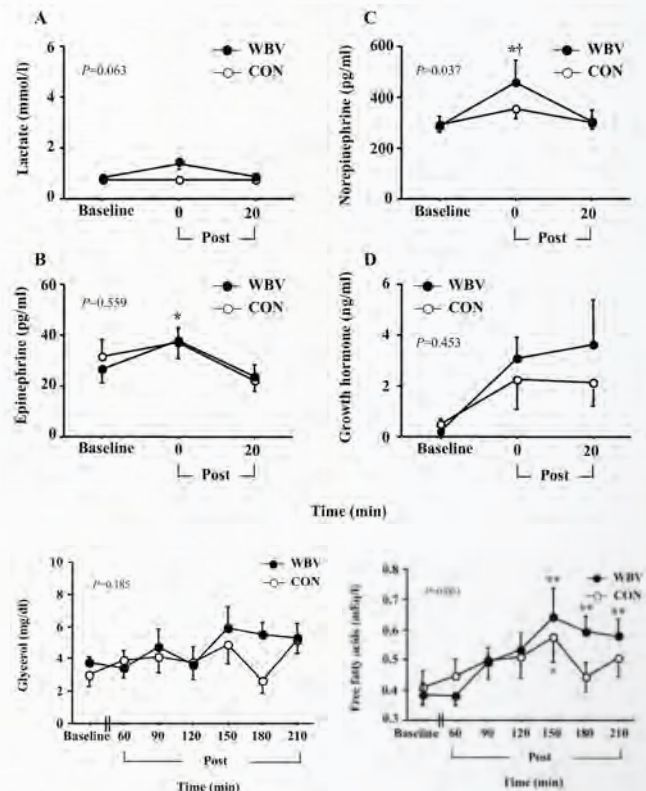 A
Lactate (mmol/l)
6
4
2
0
P=0.063
WBV
CON
Baseline
0
20
Post
C
Norepinaephrine (pg/ml)
600
400
200
0
P=0.037
*†
WBV
CON
Baseline
0
20
Post
B
Epinephrine (pg/ml)
60
40
20
0
P=0.559
*
WBV
CON
Baseline
0
20
Post
D
Growth hormone (ng/ml)
6
4
2
0
P=0.453
WBV
CON
Baseline
0
20
Post
Time (min)
Glycerol (mg/dl)
10
8
6
4
2
0
P=0.185
WBV
CON
Baseline
60
90
120
150
180
210
Post
Time (min)
Free fatty acids (mEq/l)
0.8
0.7
0.6
0.5
0.4
0.3
WBV
CON
**
**
**
*
Baseline
60
90
120
150
180
210
Post
Time (min)